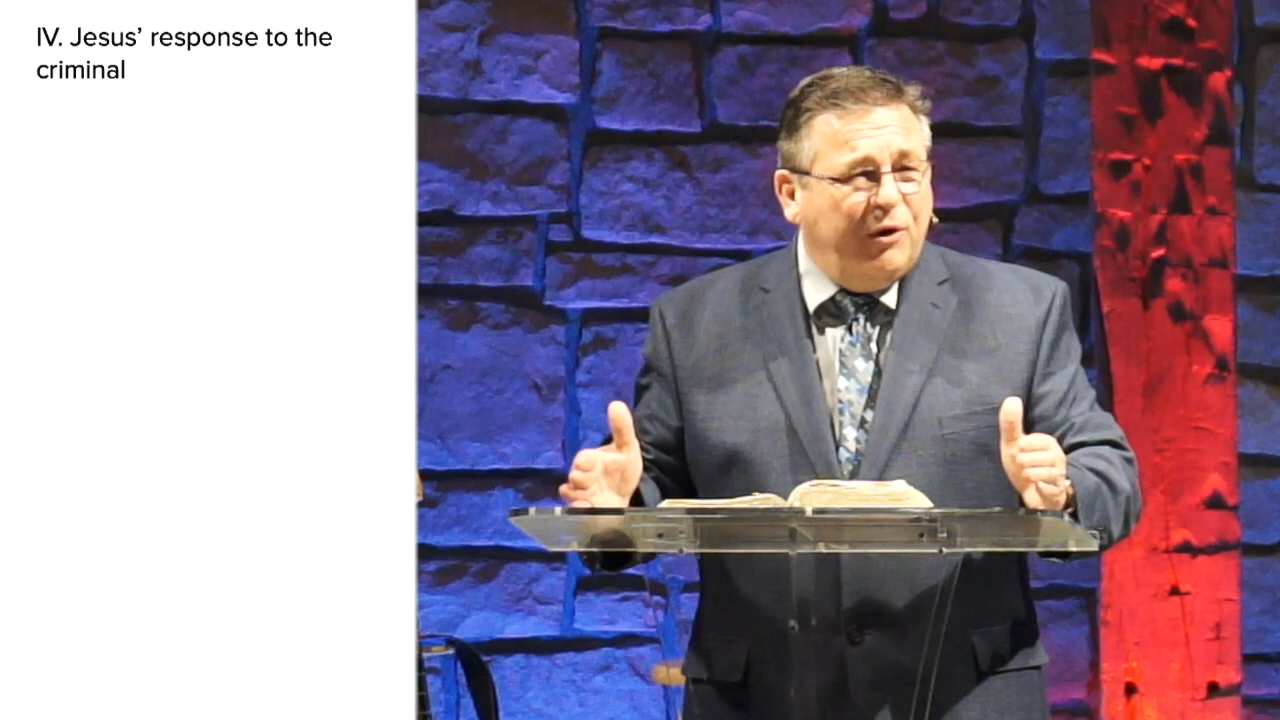 IV. Jesus’ response to the
criminal